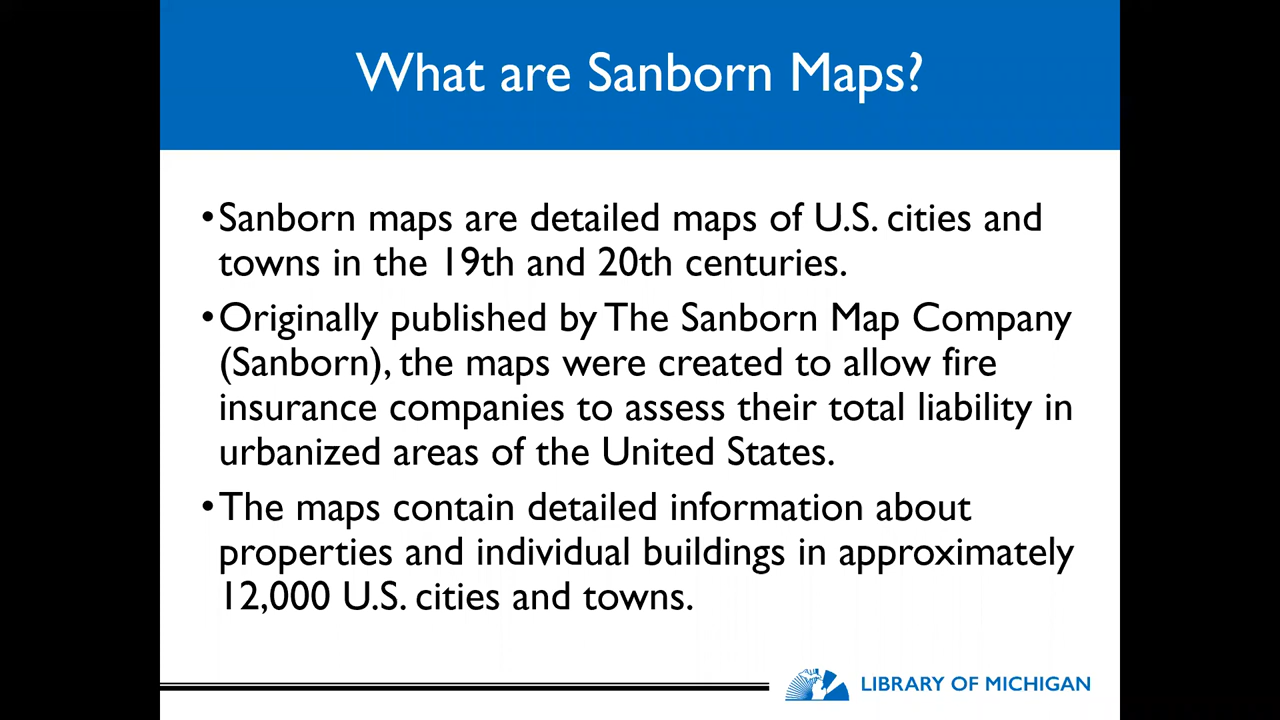 What are Sanborn Maps?
•Sanborn maps are detailed maps of U.S. cities and
towns in the 19th and 20th centuries.
•Originally published by The Sanborn Map Company
(Sanborn), the maps were created to allow fire
insurance companies to assess their total liability in
urbanized areas of the United States.
•The maps contain detailed information about
properties and individual buildings in approximately
12,000 U.S. cities and towns.
LIBRARY OF MICHIGAN